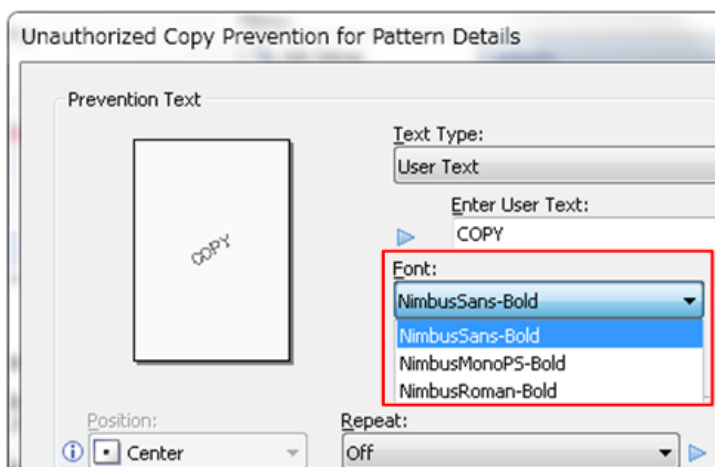 Unauthorized Copy Prevention for Pattern Details
Prevention Text
Text Type:
User Text
Enter User Text:
COPY
COPY
Font:
NimbusSans-Bold
NimbusSans-Bold
NimbusMonoPS-Bold
NimbusRoman-Bold
Position:
Repeat:
Center
Off